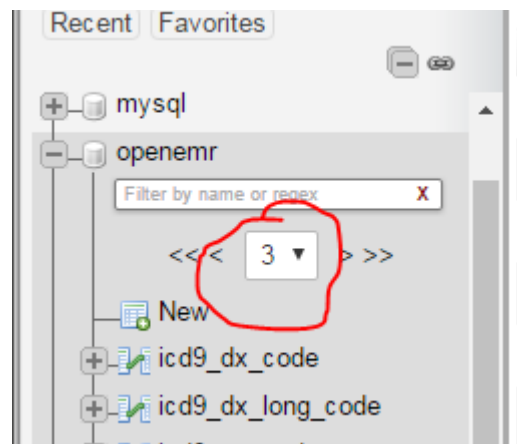 Recent Favorites
mysql
openemr
Filter by name or regex X
<< < 3 > >>
New
icd9_dx_code
icd9_dx_long_code